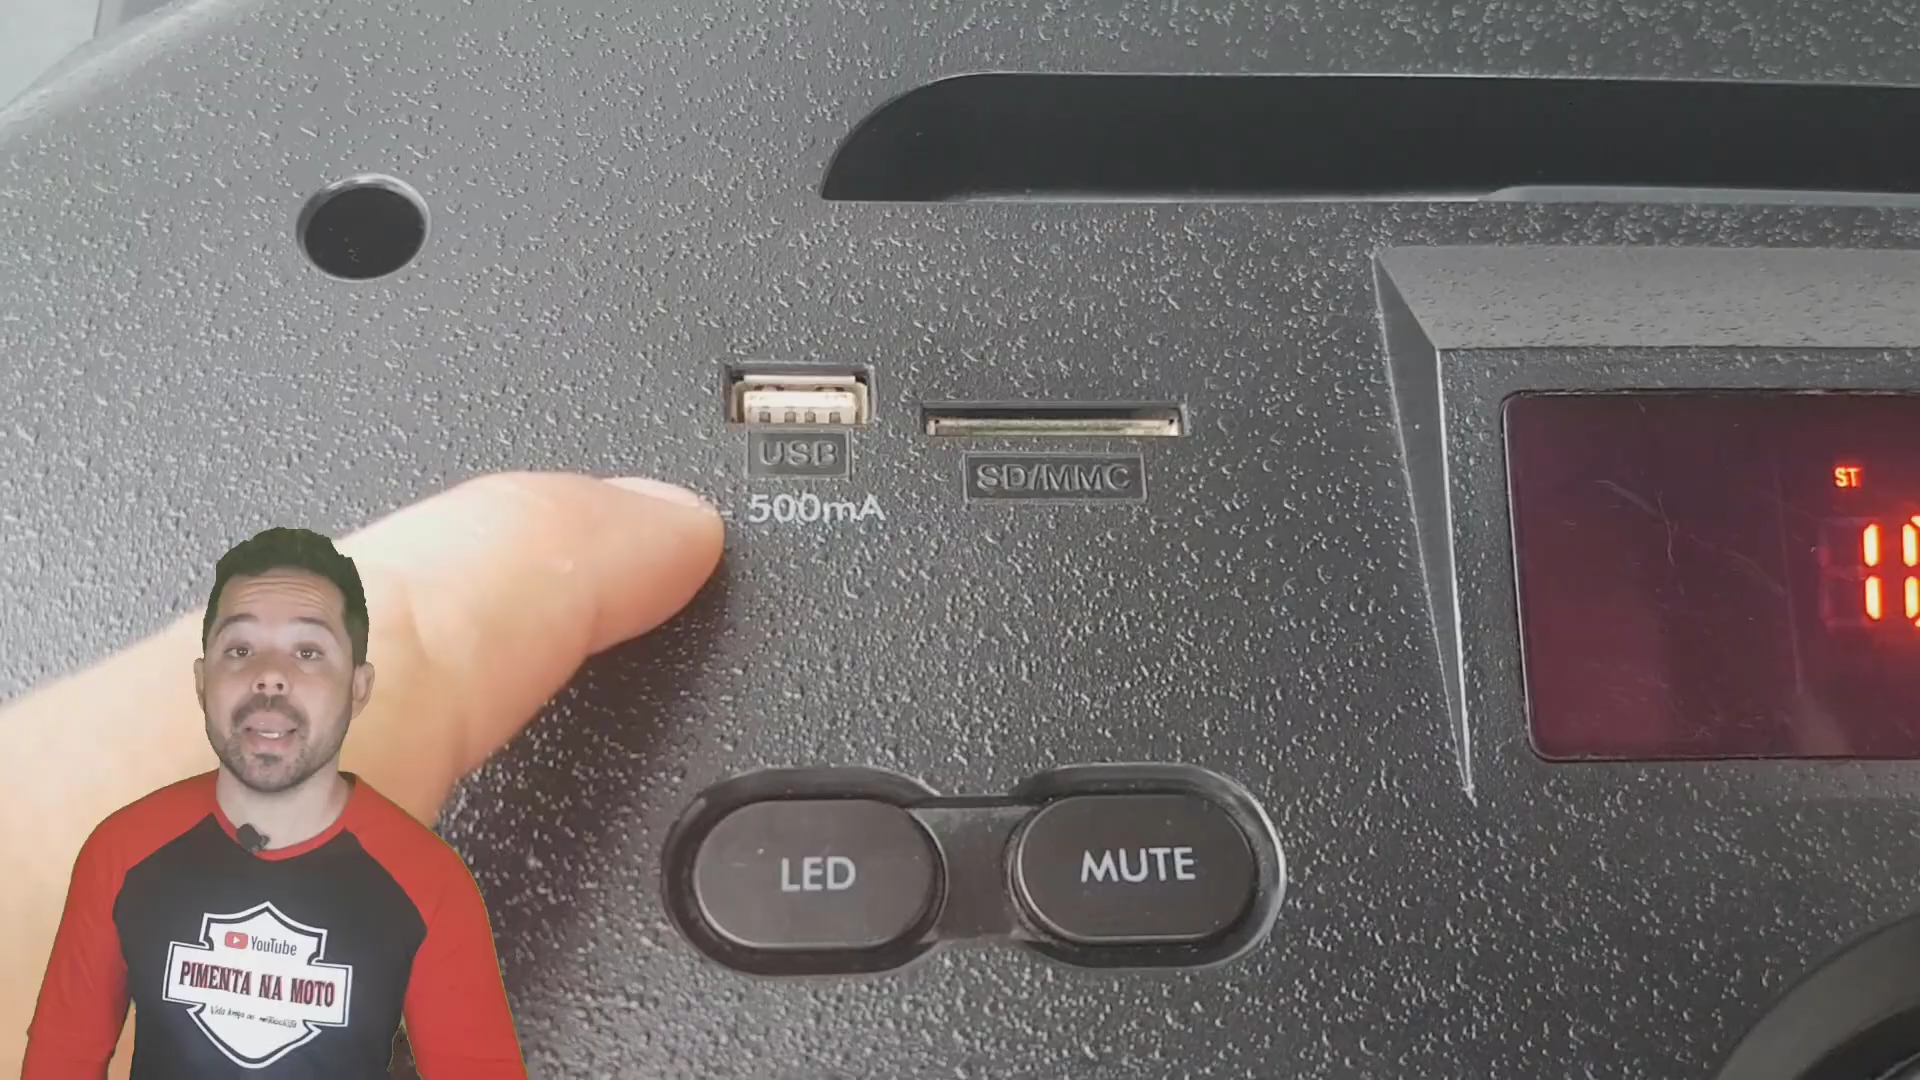 USB
500mA
SD/MMC
ST
LED
MUTE
YouTube
PIMENTA NA MOTO